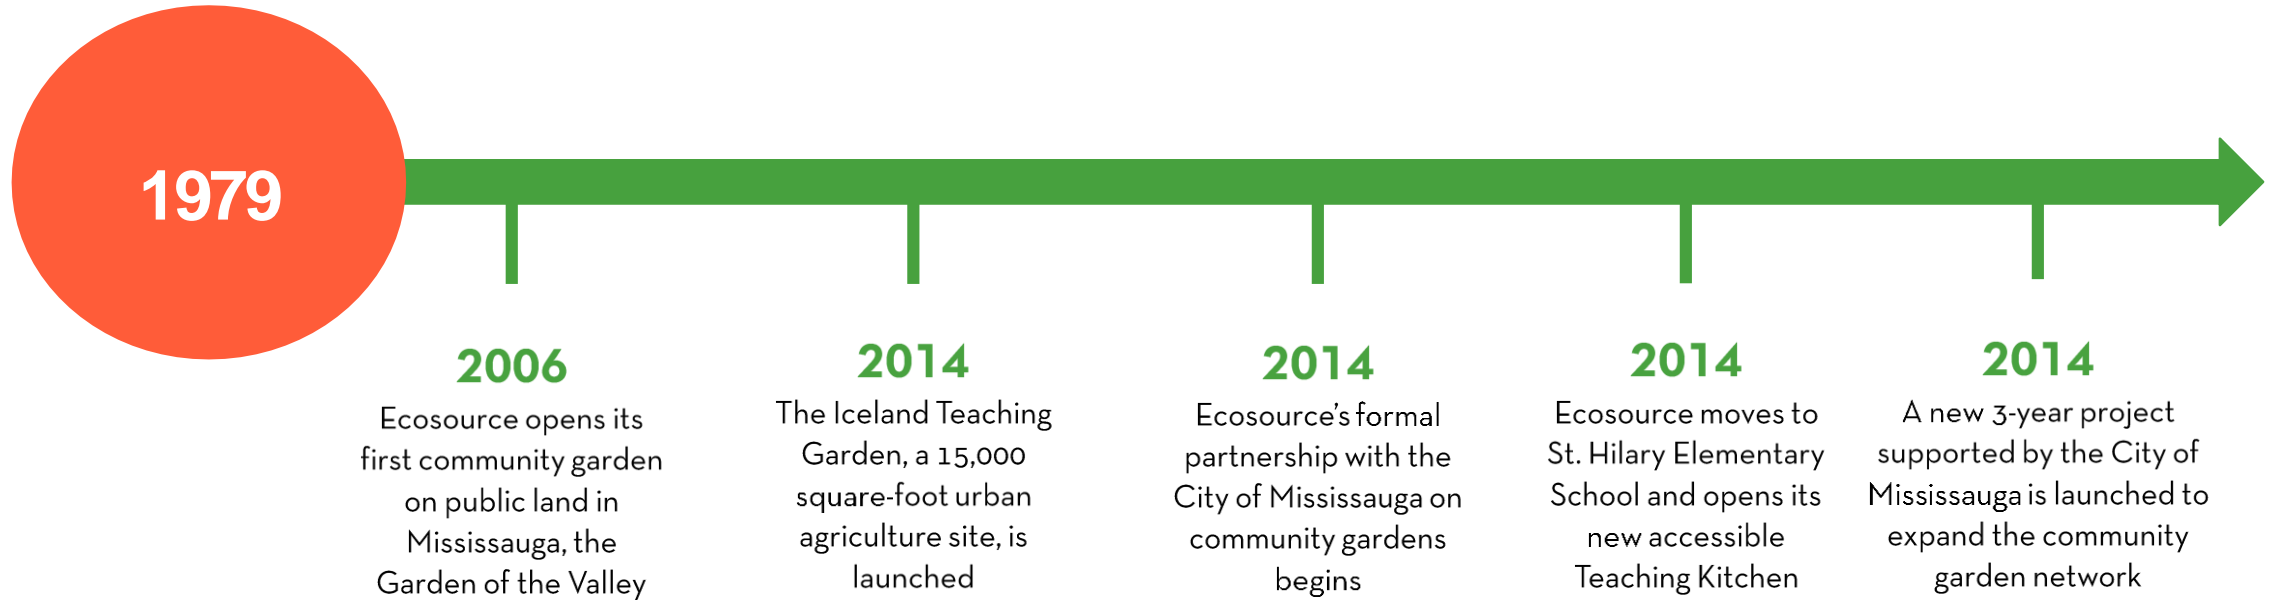 1979
2006
Ecosource opens its
first community garden
on public land in
Mississauga, the
Garden of the Valley
2014
The Iceland Teaching
Garden, a 15,000
square-foot urban
agriculture site, is
launched
2014
Ecosource's formal
partnership with the
City of Mississauga on
community gardens
begins
2014
Ecosource moves to
St. Hilary Elementary
School and opens its
new accessible
Teaching Kitchen
2014
A new 3-year project
supported by the City of
Mississauga is launched to
expand the community
garden network